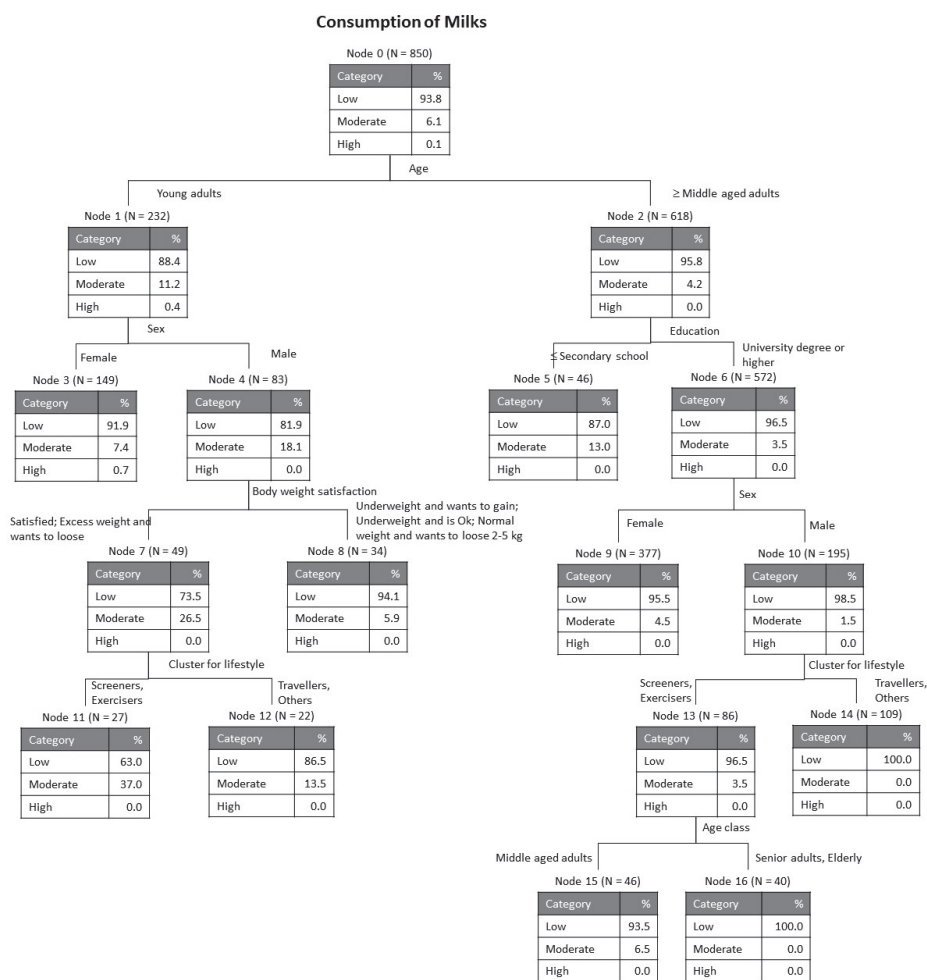 Consumption of Milks
Node 0 (N = 850)
Category %
Low 93.8
Moderate 6.1
High 0.1
Age
Young adults
≥ Middle aged adults
Node 1 (N = 232)
Category %
Low 88.4
Moderate 11.2
High 0.4
Node 2 (N = 618)
Category %
Low 95.8
Moderate 4.2
High 0.0
Sex
Education
Female
Male
≤ Secondary school
University degree or
higher
Node 3 (N = 149)
Category %
Low 91.9
Moderate 7.4
High 0.7
Node 4 (N = 83)
Category %
Low 81.9
Moderate 18.1
High 0.0
Node 5 (N = 46)
Category %
Low 87.0
Moderate 13.0
High 0.0
Node 6 (N = 572)
Category %
Low 96.5
Moderate 3.5
High 0.0
Body weight satisfaction
Sex
Satisfied; Excess weight and
wants to loose
Underweight and wants to gain;
Underweight and is Ok; Normal
weight and wants to loose 2-5 kg
Female
Male
Node 7 (N = 49)
Category %
Low 73.5
Moderate 26.5
High 0.0
Node 8 (N = 34)
Category %
Low 94.1
Moderate 5.9
High 0.0
Node 9 (N = 377)
Category %
Low 95.5
Moderate 4.5
High 0.0
Node 10 (N = 195)
Category %
Low 98.5
Moderate 1.5
High 0.0
Cluster for lifestyle
Cluster for lifestyle
Screeners,
Exercisers
Travellers,
Others
Screeners,
Exercisers
Travellers,
Others
Node 11 (N = 27)
Category %
Low 63.0
Moderate 37.0
High 0.0
Node 12 (N = 22)
Category %
Low 86.5
Moderate 13.5
High 0.0
Node 13 (N = 86)
Category %
Low 96.5
Moderate 3.5
High 0.0
Node 14 (N = 109)
Category %
Low 100.0
Moderate 0.0
High 0.0
Age class
Middle aged adults
Senior adults, Elderly
Node 15 (N = 46)
Category %
Low 93.5
Moderate 6.5
High 0.0
Node 16 (N = 40)
Category %
Low 100.0
Moderate 0.0
High 0.0